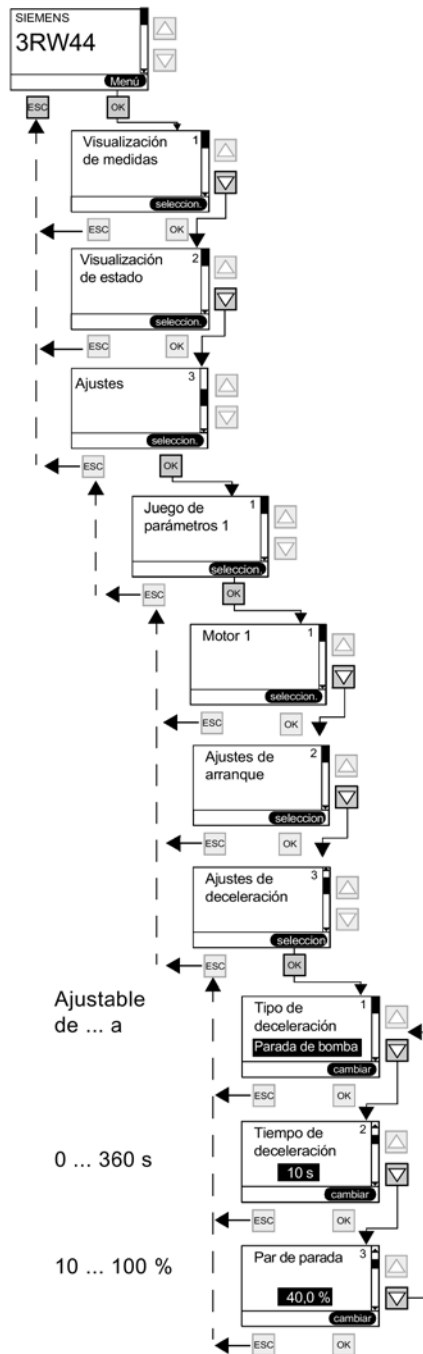 SIEMENS
3RW44
Menú
ESC
OK
Visualización
de medidas
1
seleccion.
ESC
OK
Visualización
de estado
2
seleccion.
ESC
OK
Ajustes
3
seleccion.
ESC
OK
Juego de
parámetros 1
1
seleccion.
ESC
OK
Motor 1
1
seleccion.
ESC
OK
Ajustes de
arranque
2
seleccion
ESC
OK
Ajustes de
deceleración
3
seleccion
ESC
OK
Ajustable
de ... a
Tipo de
deceleración
1
Parada de bomba
cambiar
ESC
OK
0 ... 360 s
Tiempo de
deceleración
2
10 s
cambiar
ESC
OK
10 ... 100 %
Par de parada
3
40,0 %
cambiar
ESC
OK